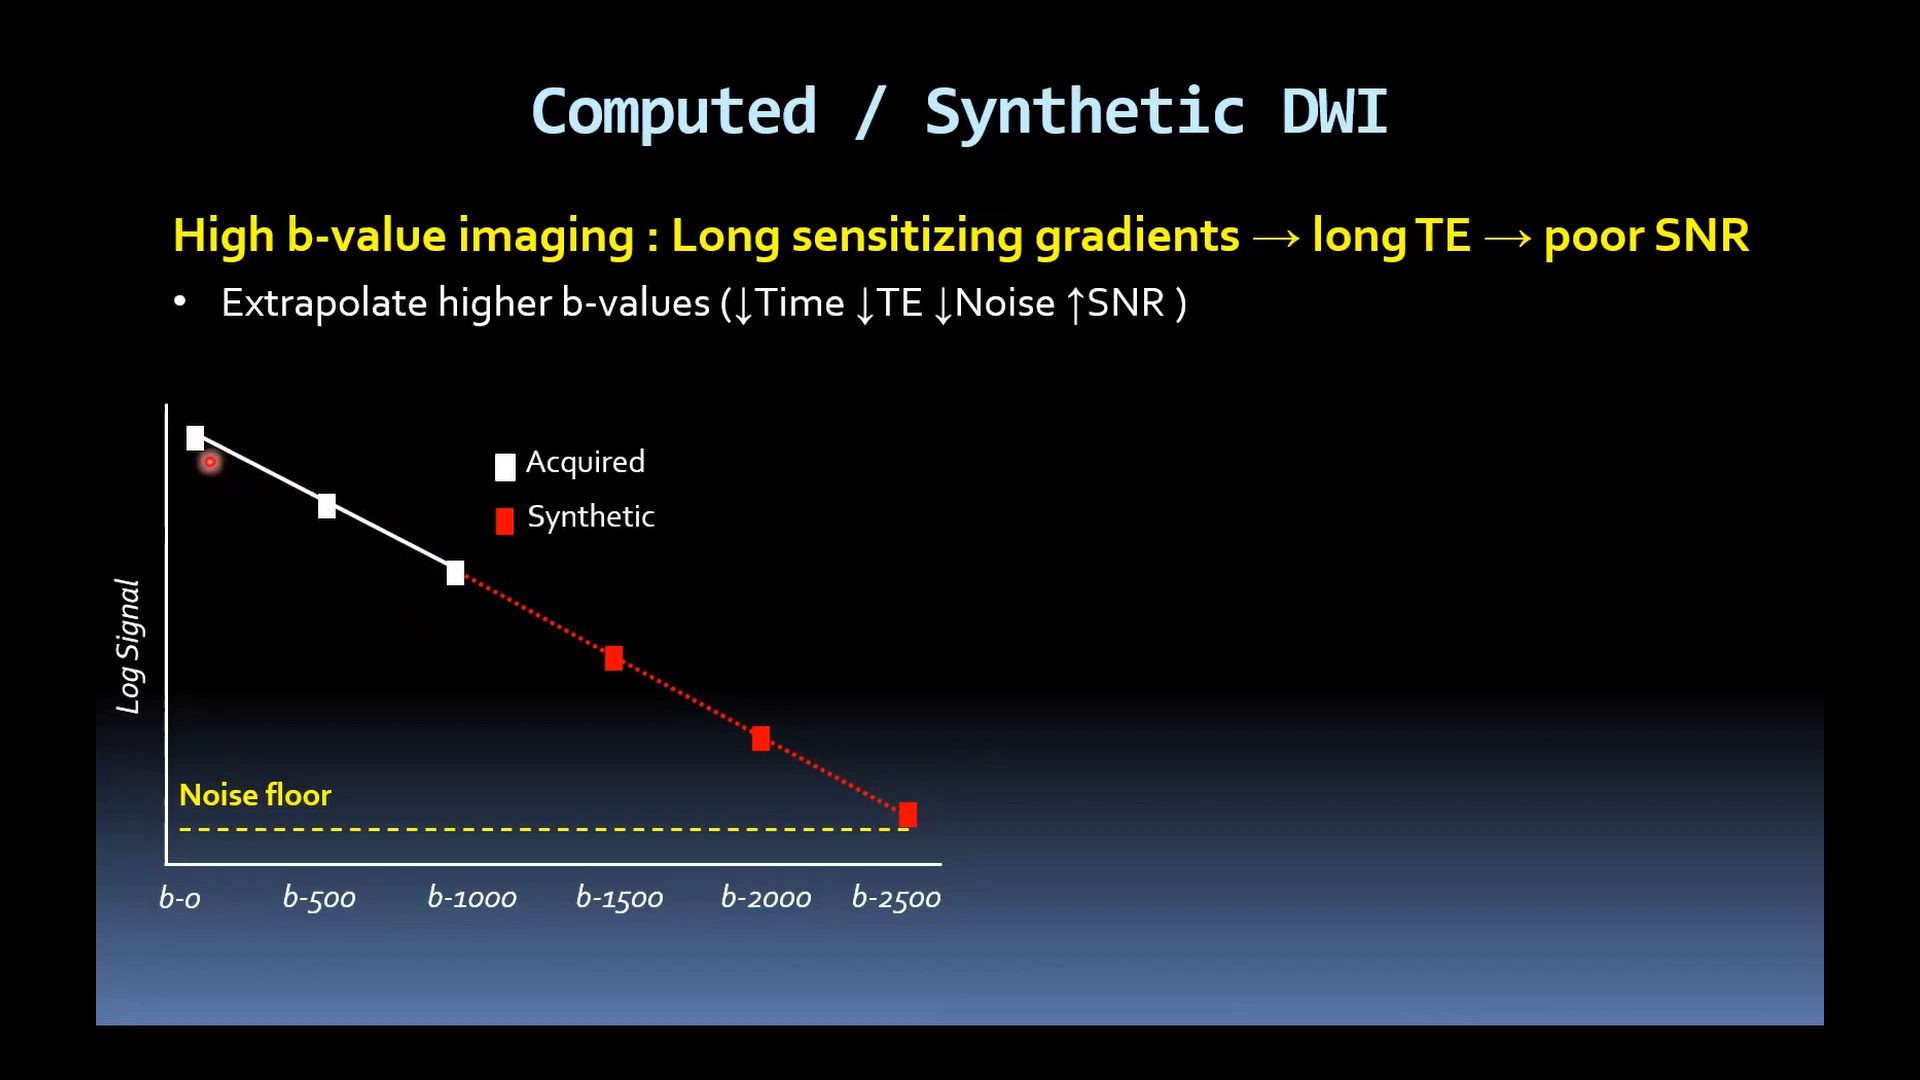 Computed / Synthetic DWI
High b-value imaging : Long sensitizing gradients → long TE → poor SNR
• Extrapolate higher b-values (↓Time ↓TE ↓Noise ↑SNR )
Acquired
Synthetic
Log Signal
Noise floor
b-0 b-500 b-1000 b-1500 b-2000 b-2500